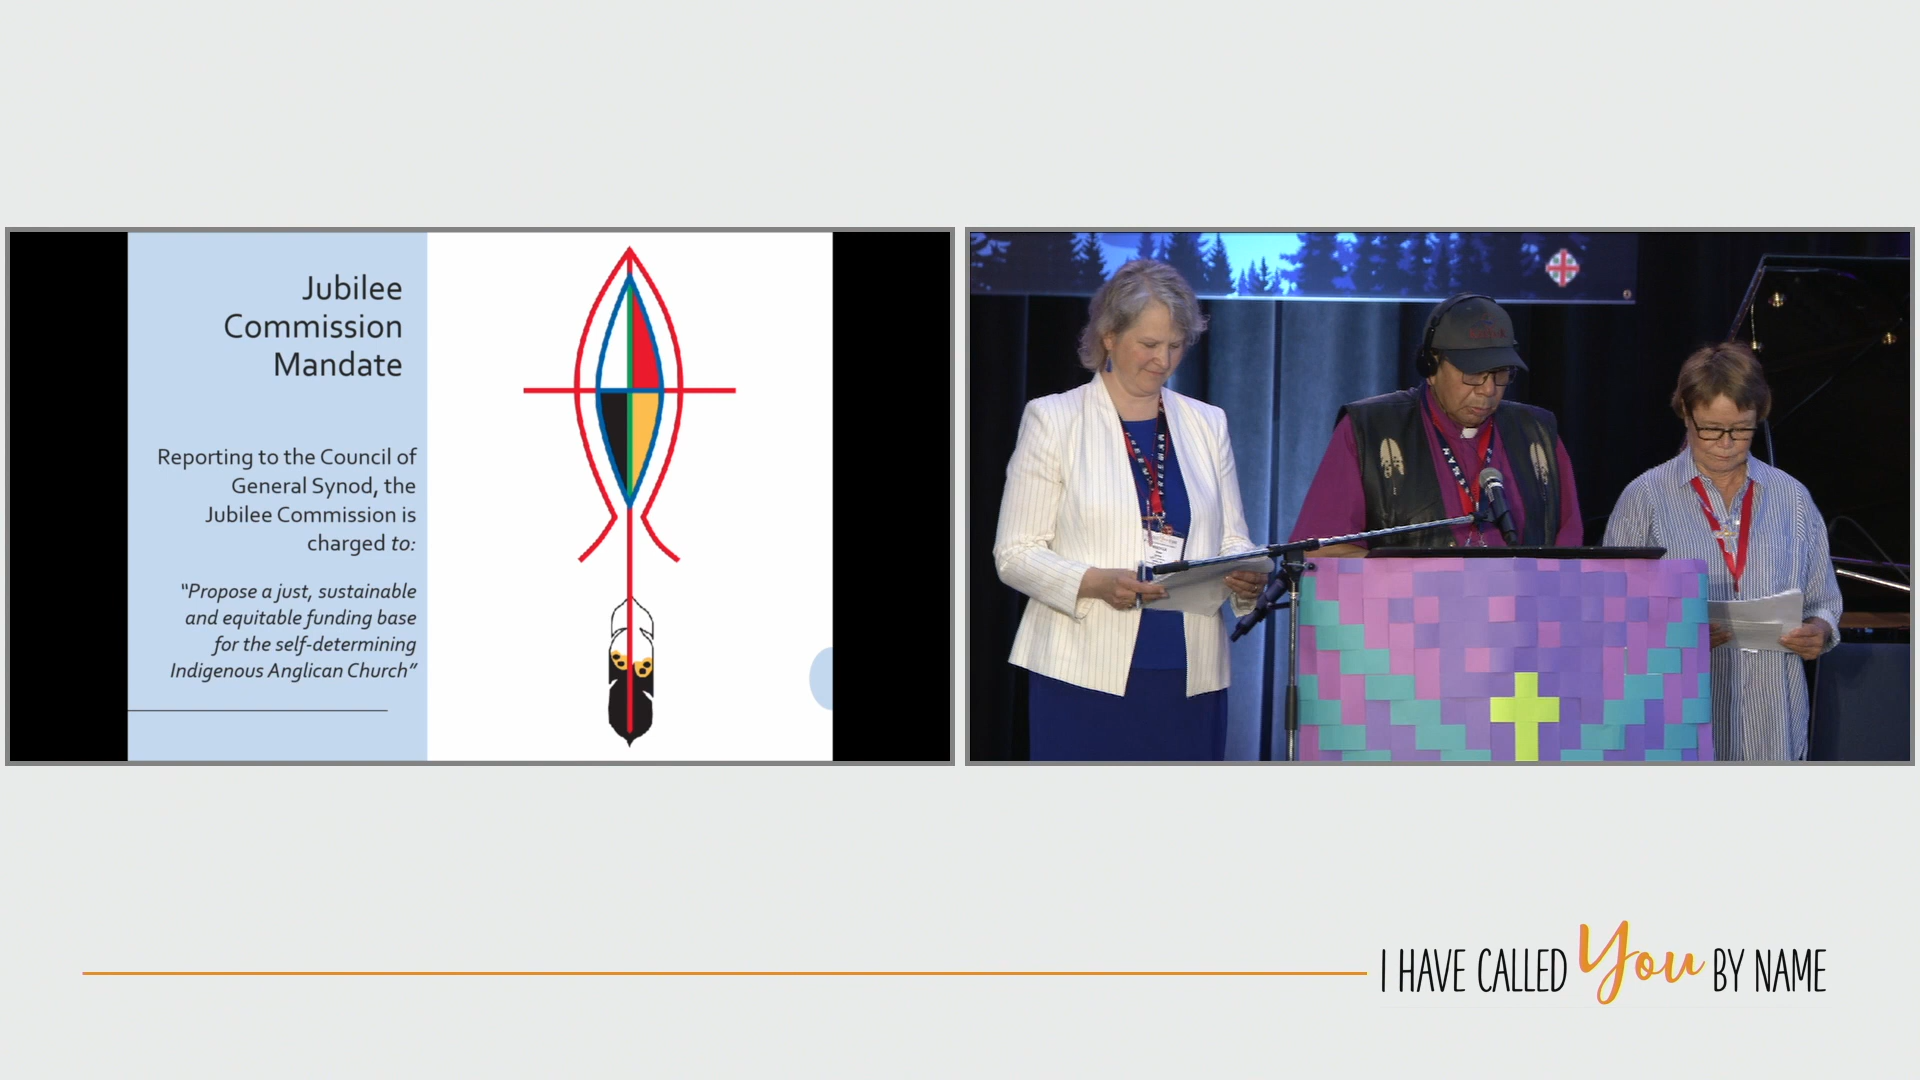 Jubilee
Commission
Mandate
Reporting to the Council of
General Synod, the
Jubilee Commission is
charged to:
“Propose a just, sustainable
and equitable funding base
for the self-determining
Indigenous Anglican Church”
I HAVE CALLED You BY NAME